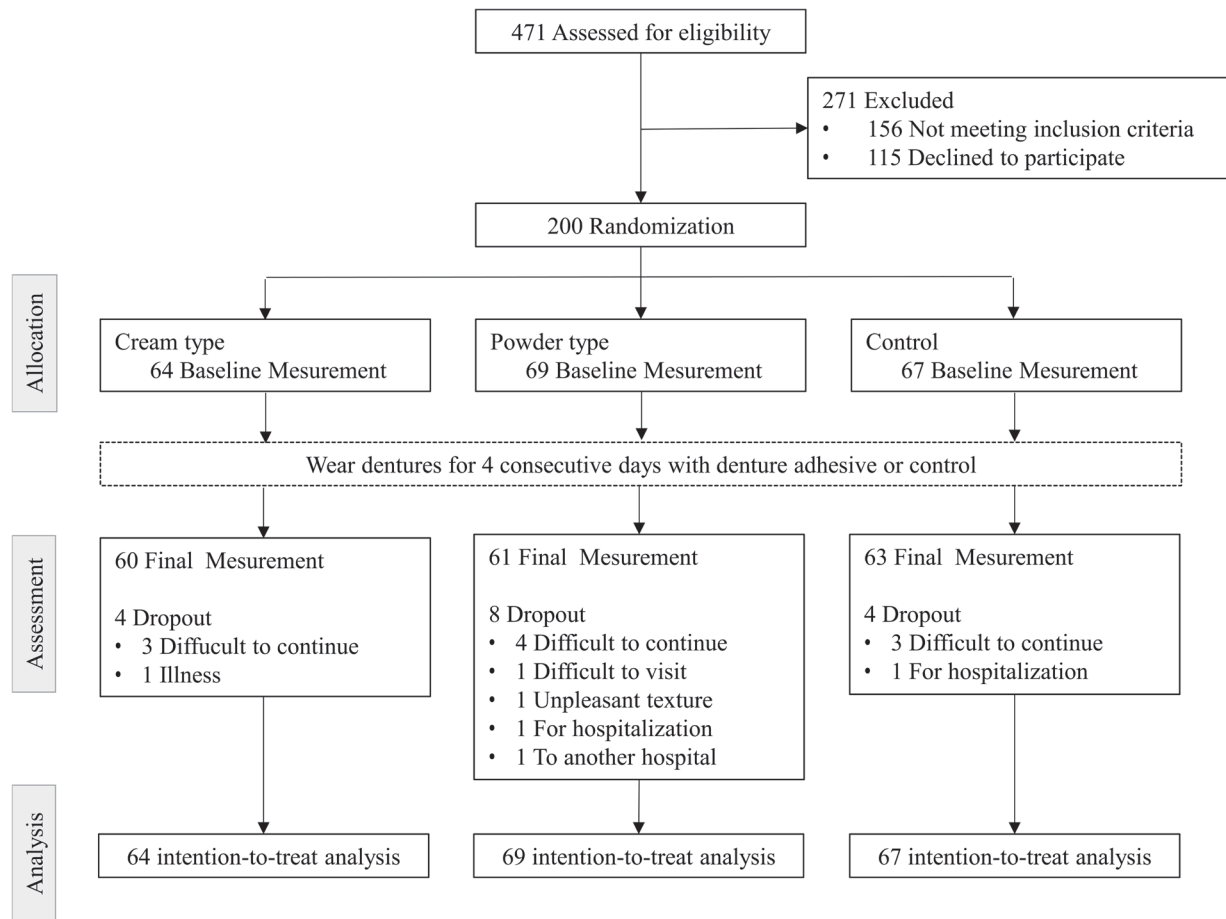 471 Assessed for eligibility
271 Excluded
• 156 Not meeting inclusion criteria
• 115 Declined to participate
200 Randomization
Allocation
Cream type
64 Baseline Mesurement
Powder type
69 Baseline Mesurement
Control
67 Baseline Mesurement
Wear dentures for 4 consecutive days with denture adhesive or control
Assessment
60 Final Mesurement
4 Dropout
• 3 Diffucult to continue
• 1 Illness
61 Final Mesurement
8 Dropout
• 4 Difficult to continue
• 1 Difficult to visit
• 1 Unpleasant texture
• 1 For hospitalization
• 1 To another hospital
63 Final Mesurement
4 Dropout
• 3 Difficult to continue
• 1 For hospitalization
Analysis
64 intention-to-treat analysis
69 intention-to-treat analysis
67 intention-to-treat analysis